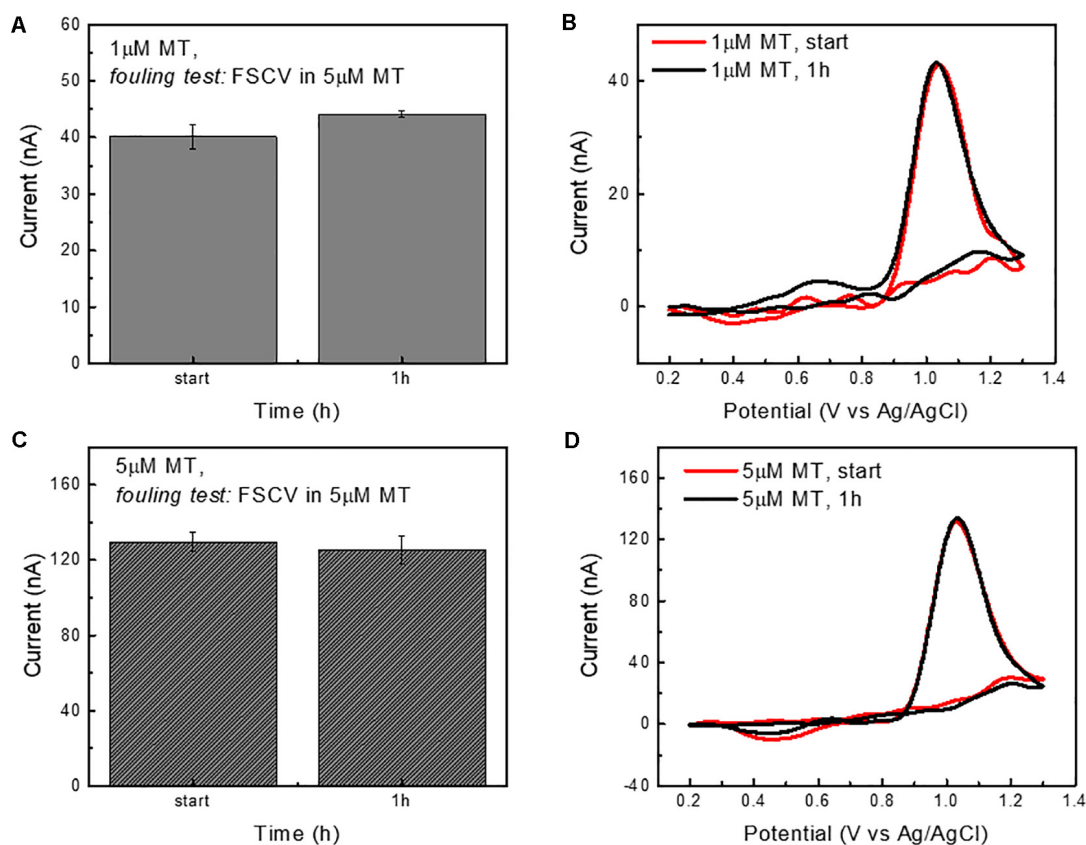 A
1μM MT,
fouling test: FSCV in 5μM MT
Current (nA)
60
50
40
30
20
10
0
start
1h
Time (h)
B
1μM MT, start
1μM MT, 1h
Current (nA)
40
20
0
0.2
0.4
0.6
0.8
1.0
1.2
1.4
Potential (V vs Ag/AgCl)
C
5μM MT,
fouling test: FSCV in 5μM MT
Current (nA)
160
120
80
40
0
start
1h
Time (h)
D
5μM MT, start
5μM MT, 1h
Current (nA)
160
120
80
40
0
-40
0.2
0.4
0.6
0.8
1.0
1.2
1.4
Potential (V vs Ag/AgCl)